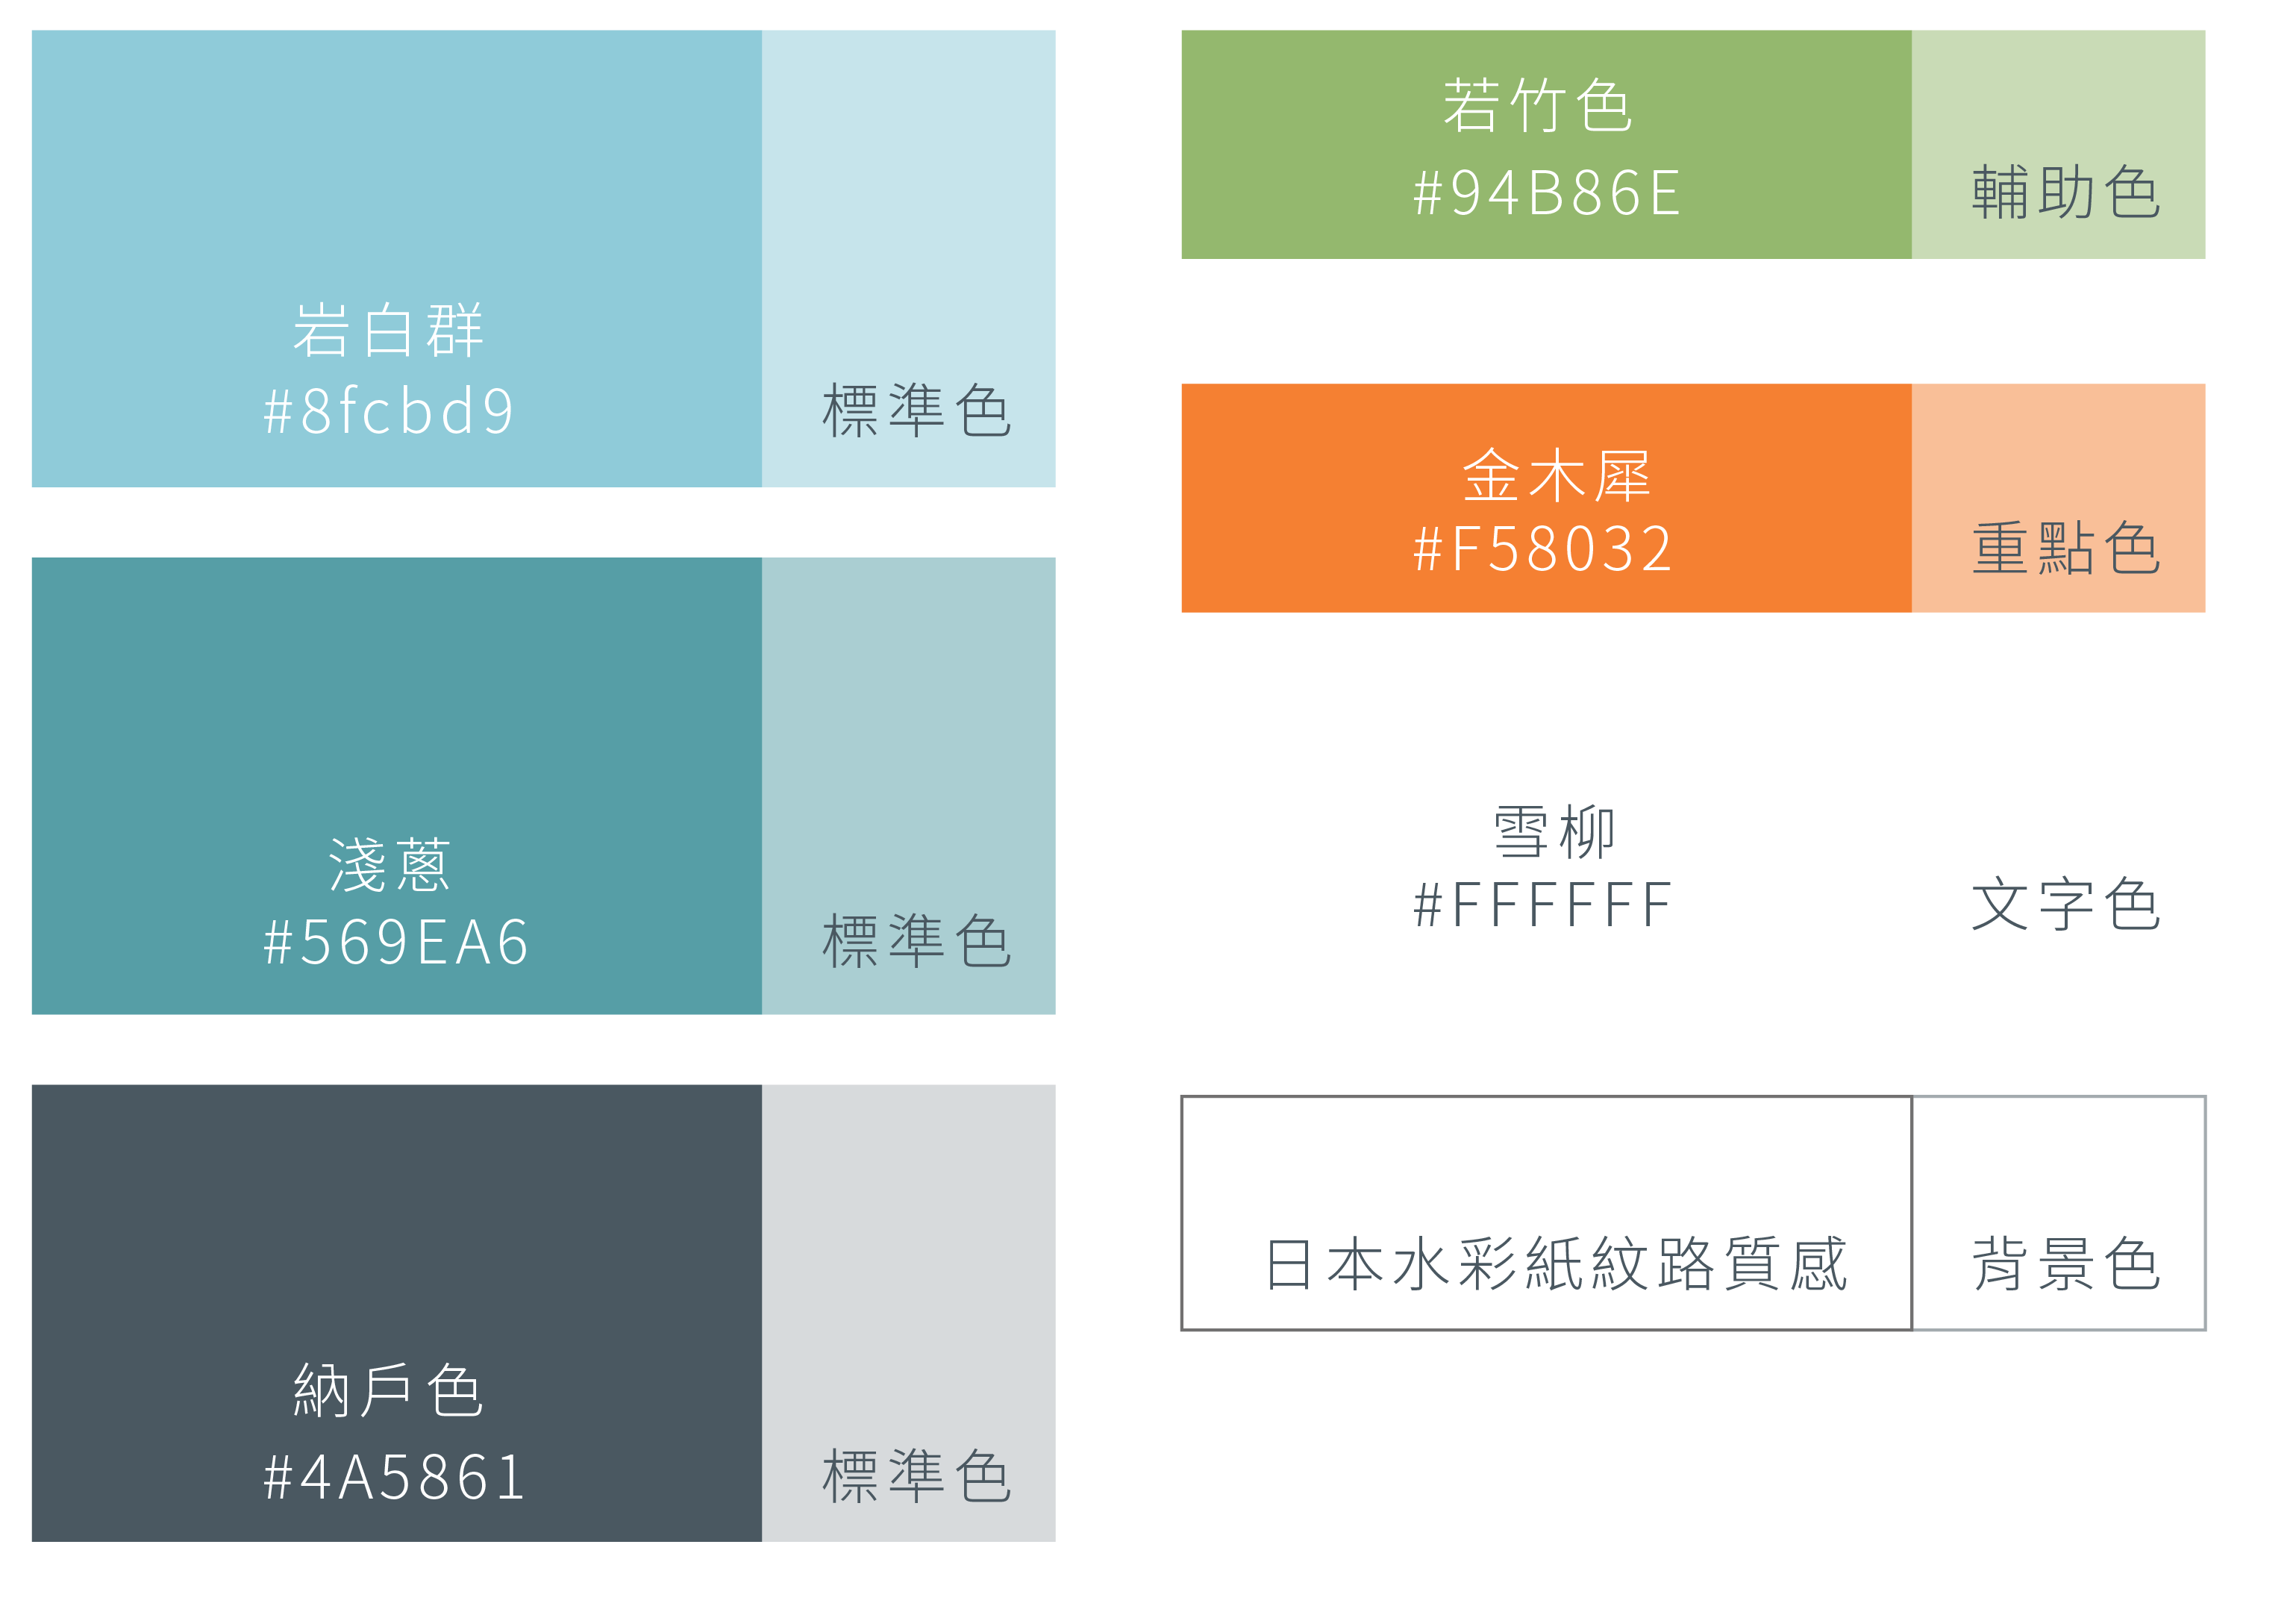 岩白群
#8fcbd9
標準色
淺蔥
#569EA6
標準色
納戶色
#4A5861
標準色
若竹色
#94B86E
輔助色
金木犀
#F58032
重點色
雪柳
#FFFFFF
文字色
日本水彩紙紋路質感
背景色